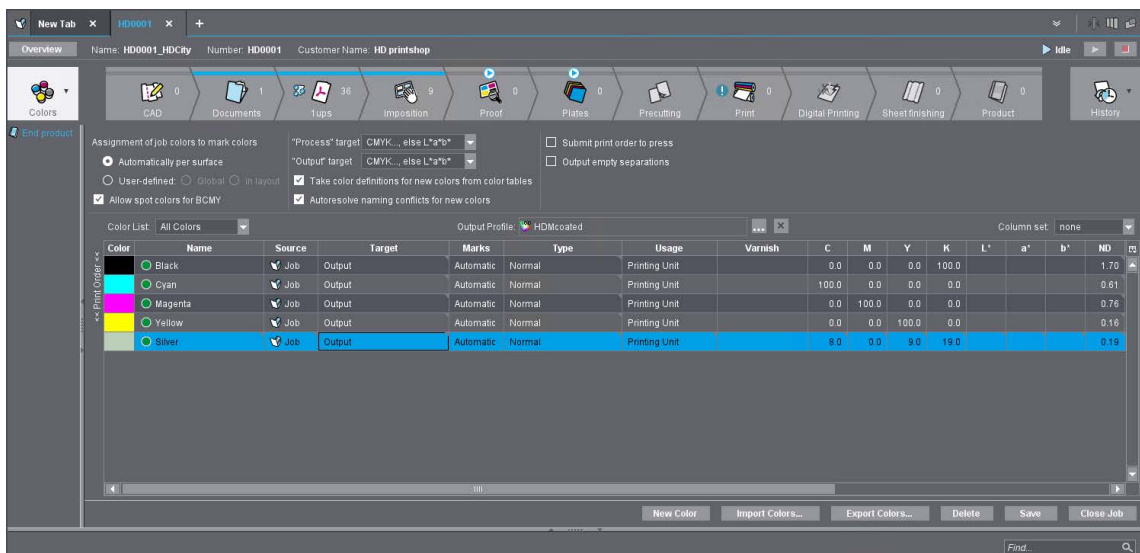 New Tab × HD0001 × +
Overview Name: HD0001_HDCity Number: HD0001 Customer Name: HD printshop Idle
Colors CAD 0 Documents 1 1ups 36 Imposition 9 Proof 0 Plates 0 Precutting Print 0 Digital Printing Sheet finishing 0 Product 0 History
End product
Assignment of job colors to mark colors "Process" target CMYK..., else L*a*b* Submit print order to press
Automatically per surface "Output" target CMYK..., else L*a*b* Output empty separations
User-defined: Global in layout Take color definitions for new colors from color tables
Allow spot colors for BCMY Autoresolve naming conflicts for new colors
Color List: All Colors Output Profile: HDMcoated ... Column set: none
<< Print Order <<
Color Name Source Target Marks Type Usage Varnish C M Y K L* a* b* ND
Black Job Output Automatic Normal Printing Unit 0.0 0.0 0.0 100.0 1.70
Cyan Job Output Automatic Normal Printing Unit 100.0 0.0 0.0 0.0 0.61
Magenta Job Output Automatic Normal Printing Unit 0.0 100.0 0.0 0.0 0.76
Yellow Job Output Automatic Normal Printing Unit 0.0 0.0 100.0 0.0 0.16
Silver Job Output Automatic Normal Printing Unit 8.0 0.0 9.0 19.0 0.19
New Color Import Colors... Export Colors... Delete Save Close Job
Find...